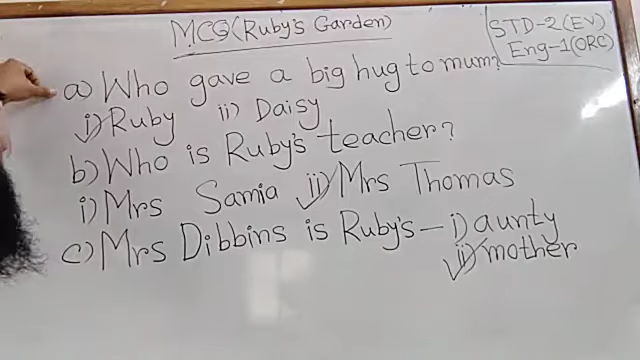 MCQ(Ruby's Garden)
STD-2(EV)
Eng-1(ORC)
a) Who gave a big hug to mum?
i) Ruby ii) Daisy
b) Who is Ruby's teacher?
i) Mrs Samia ii) Mrs Thomas
c) Mrs Dibbins is Ruby's - i) aunty
ii) mother